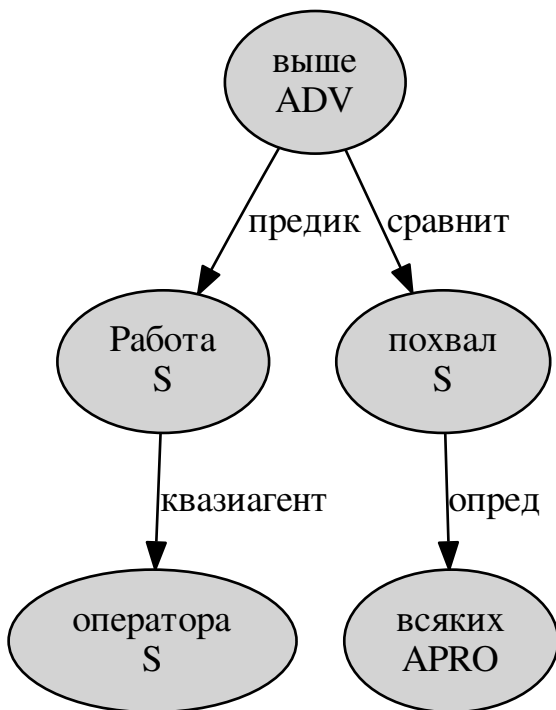 выше
ADV
предик
сравнит
Работа
S
похвал
S
квазиагент
опред
оператора
S
всяких
APRO